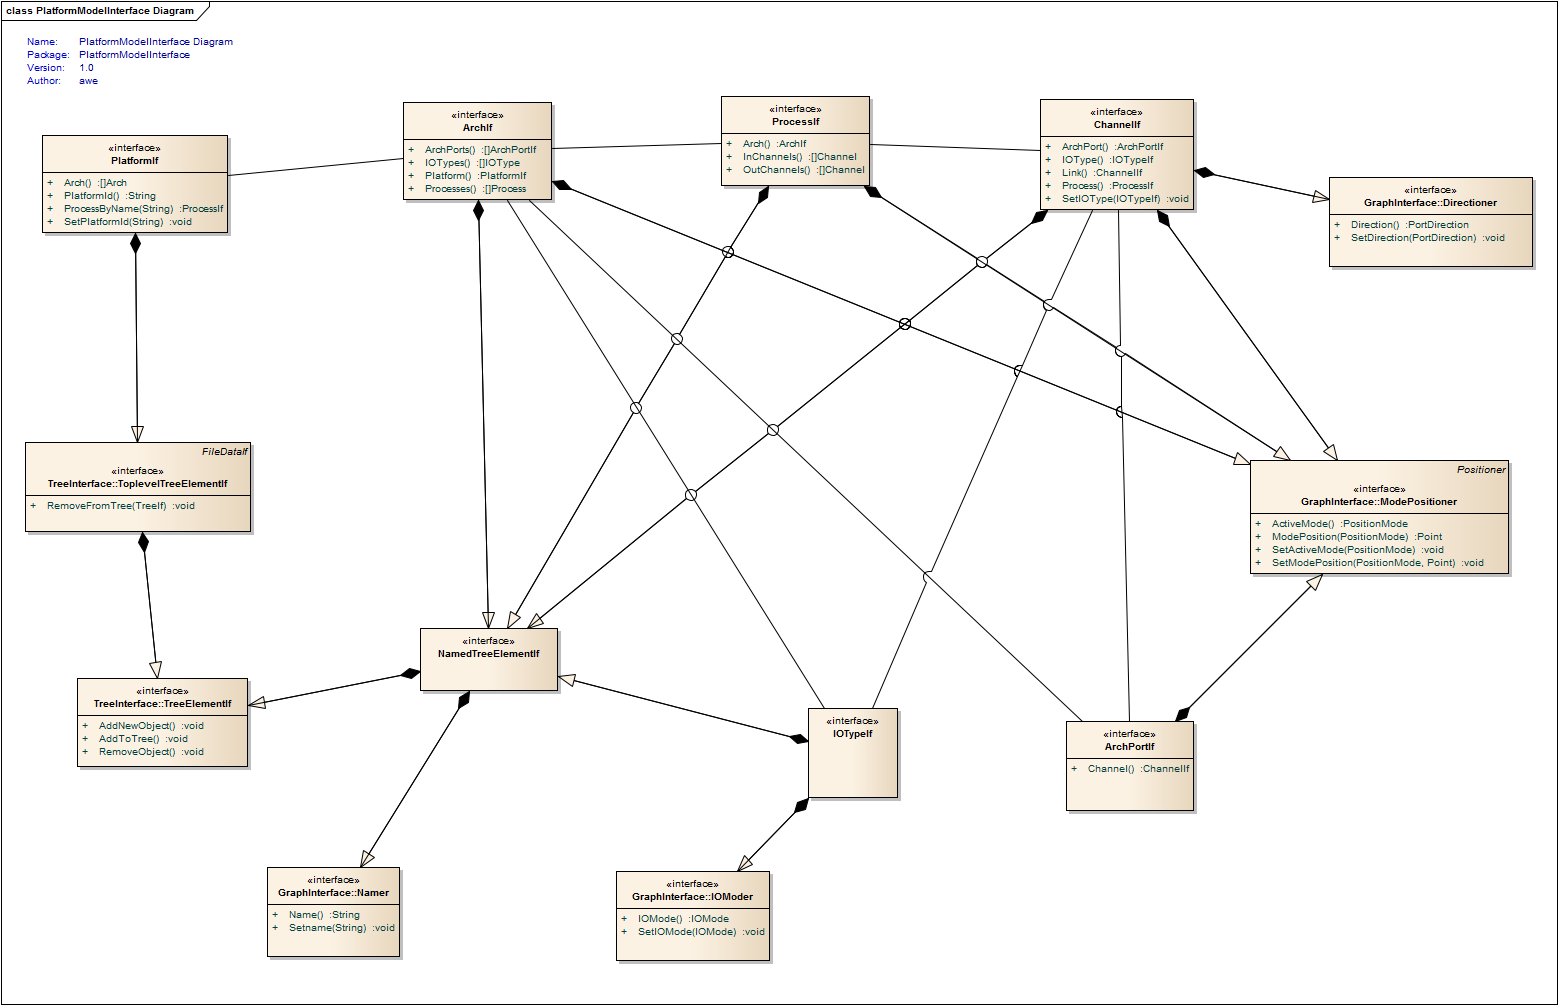 class PlatformModelInterface Diagram
Name: PlatformModelInterface Diagram
Package: PlatformModelInterface
Version: 1.0
Author: awe
«interface»
PlatformIf
+ Arch() :[]Arch
+ PlatformId() :String
+ ProcessByName(String) :ProcessIf
+ SetPlatformId(String) :void
«interface»
ArchIf
+ ArchPorts() :[]ArchPortIf
+ IOTypes() :[]IOType
+ Platform() :PlatformIf
+ Processes() :[]Process
«interface»
ProcessIf
+ Arch() :ArchIf
+ InChannels() :[]Channel
+ OutChannels() :[]Channel
«interface»
ChannelIf
+ ArchPort() :ArchPortIf
+ IOType() :IOTypeIf
+ Link() :ChannelIf
+ Process() :ProcessIf
+ SetIOType(IOTypeIf) :void
«interface»
GraphInterface::Directioner
+ Direction() :PortDirection
+ SetDirection(PortDirection) :void
FileDataIf
«interface»
TreeInterface::ToplevelTreeElementIf
+ RemoveFromTree(TreeIf) :void
Positioner
«interface»
GraphInterface::ModePositioner
+ ActiveMode() :PositionMode
+ ModePosition(PositionMode) :Point
+ SetActiveMode(PositionMode) :void
+ SetModePosition(PositionMode, Point) :void
«interface»
NamedTreeElementIf
«interface»
TreeInterface::TreeElementIf
+ AddNewObject() :void
+ AddToTree() :void
+ RemoveObject() :void
«interface»
IOTypeIf
«interface»
ArchPortIf
+ Channel() :ChannelIf
«interface»
GraphInterface::Namer
+ Name() :String
+ Setname(String) :void
«interface»
GraphInterface::IOModer
+ IOMode() :IOMode
+ SetIOMode(IOMode) :void